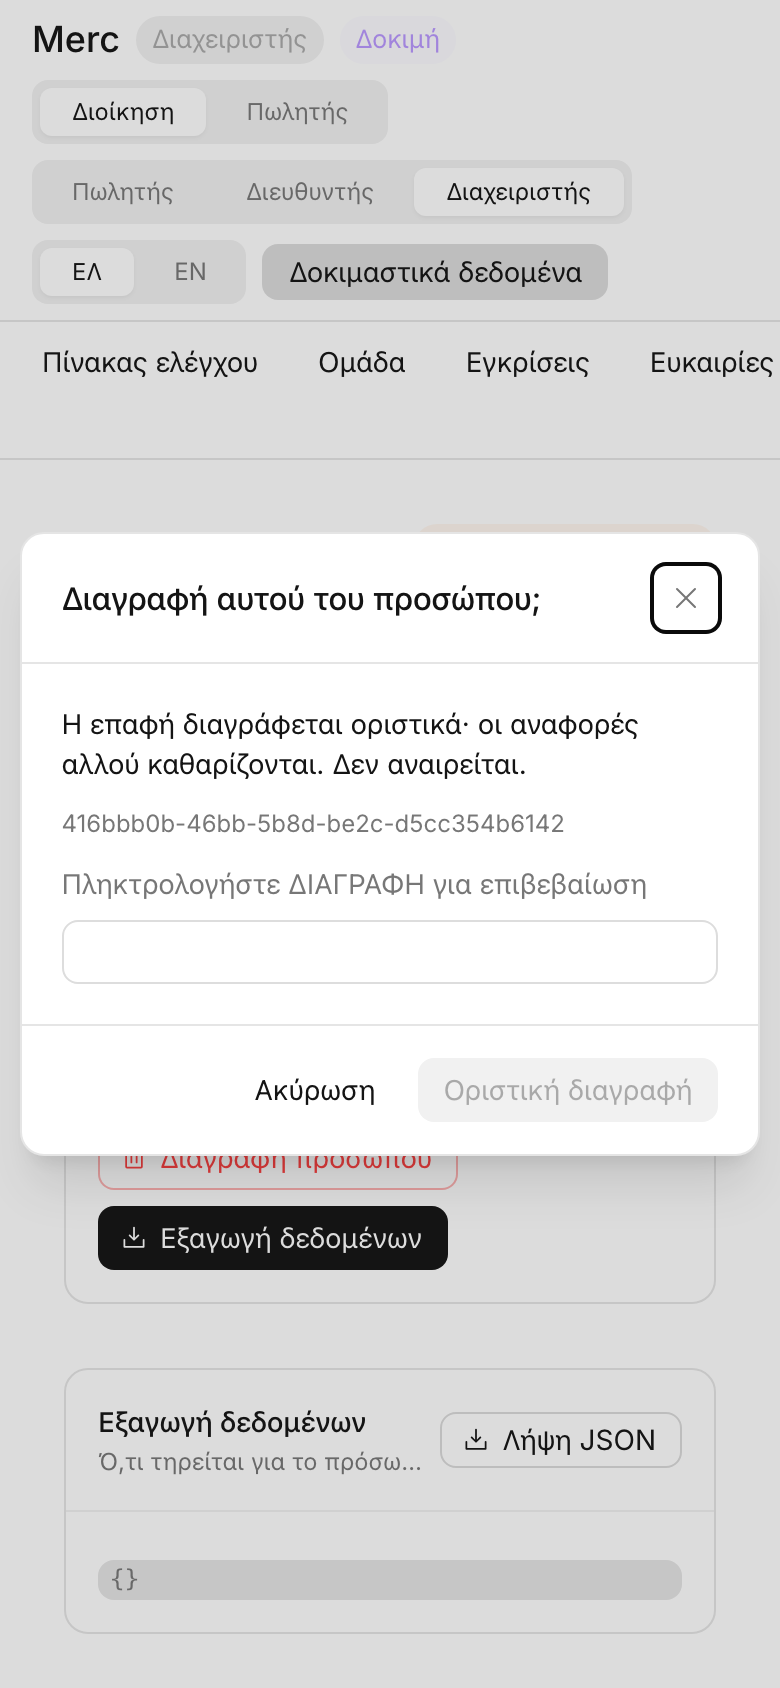 Merc Διαχειριστής Δοκιμή
Διοίκηση Πωλητής
Πωλητής Διευθυντής Διαχειριστής
ΕΛ EN Δοκιμαστικά δεδομένα
Πίνακας ελέγχου Ομάδα Εγκρίσεις Ευκαιρίες
Διαγραφή αυτού του προσώπου;
Η επαφή διαγράφεται οριστικά· οι αναφορές
αλλού καθαρίζονται. Δεν αναιρείται.
416bbb0b-46bb-5b8d-be2c-d5cc354b6142
Πληκτρολογήστε ΔΙΑΓΡΑΦΗ για επιβεβαίωση
Ακύρωση Οριστική διαγραφή
Διαγραφή προσώπου
Εξαγωγή δεδομένων
Εξαγωγή δεδομένων
Ό,τι τηρείται για το πρόσω...
Λήψη JSON
{}